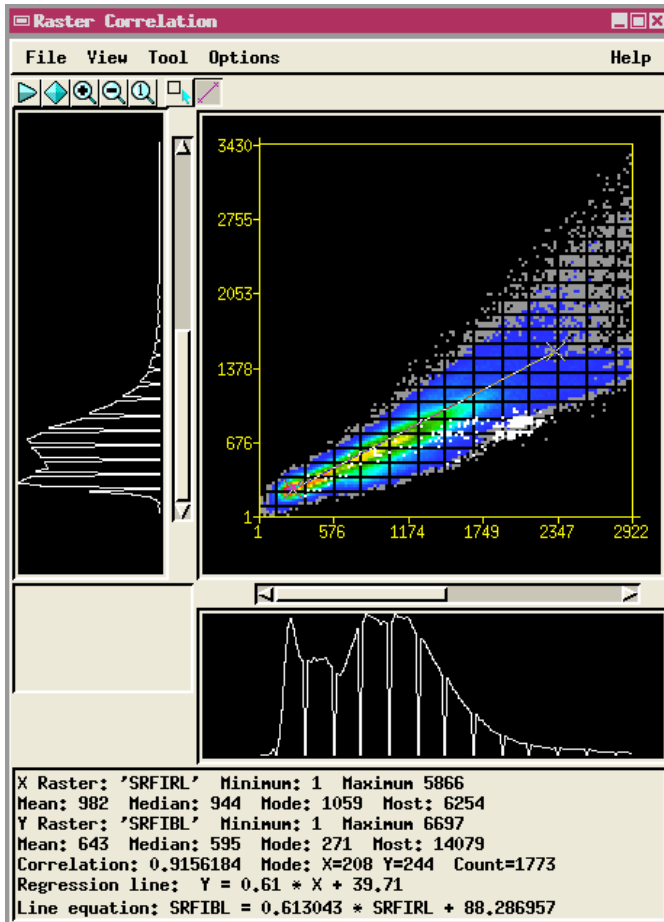 Raster Correlation
File View Tool Options Help
1
3430
2755
2053
1378
676
1
1 576 1174 1749 2347 2922
X Raster: 'SRFIRL' Minimum: 1 Maximum 5866
Mean: 982 Median: 944 Mode: 1059 Most: 6254
Y Raster: 'SRFIBL' Minimum: 1 Maximum 6697
Mean: 643 Median: 595 Mode: 271 Most: 14079
Correlation: 0.9156184 Mode: X=208 Y=244 Count=1773
Regression line: Y = 0.61 * X + 39.71
Line equation: SRFIBL = 0.613043 * SRFIRL + 88.286957